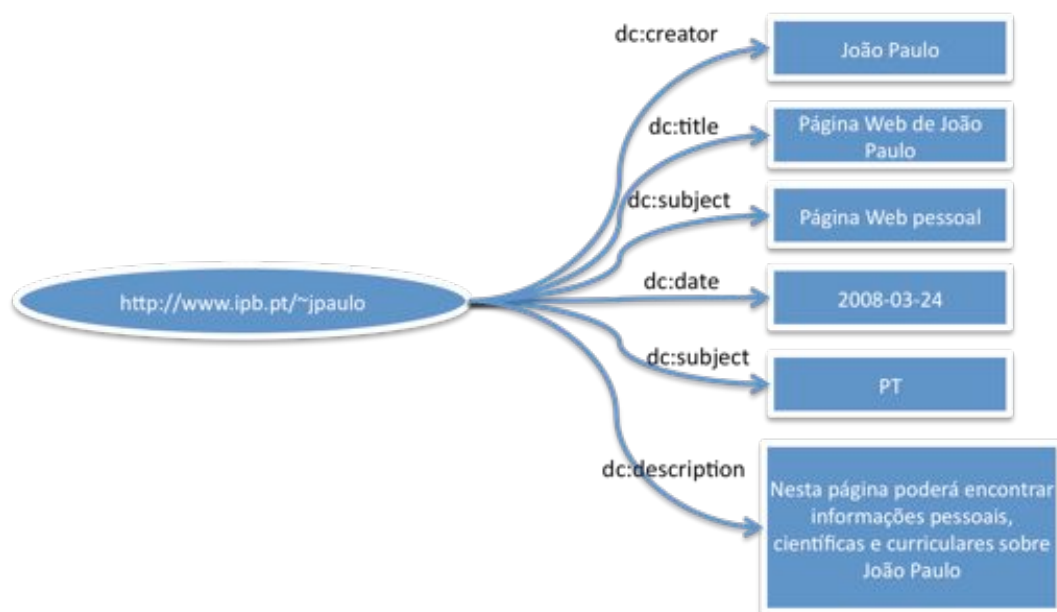 dc:creator
João Paulo
dc:title
Página Web de João
Paulo
dc:subject
Página Web pessoal
http://www.ipb.pt/~jpaulo
dc:date
2008-03-24
dc:subject
PT
dc:description
Nesta página poderá encontrar
informações pessoais,
científicas e curriculares sobre
João Paulo